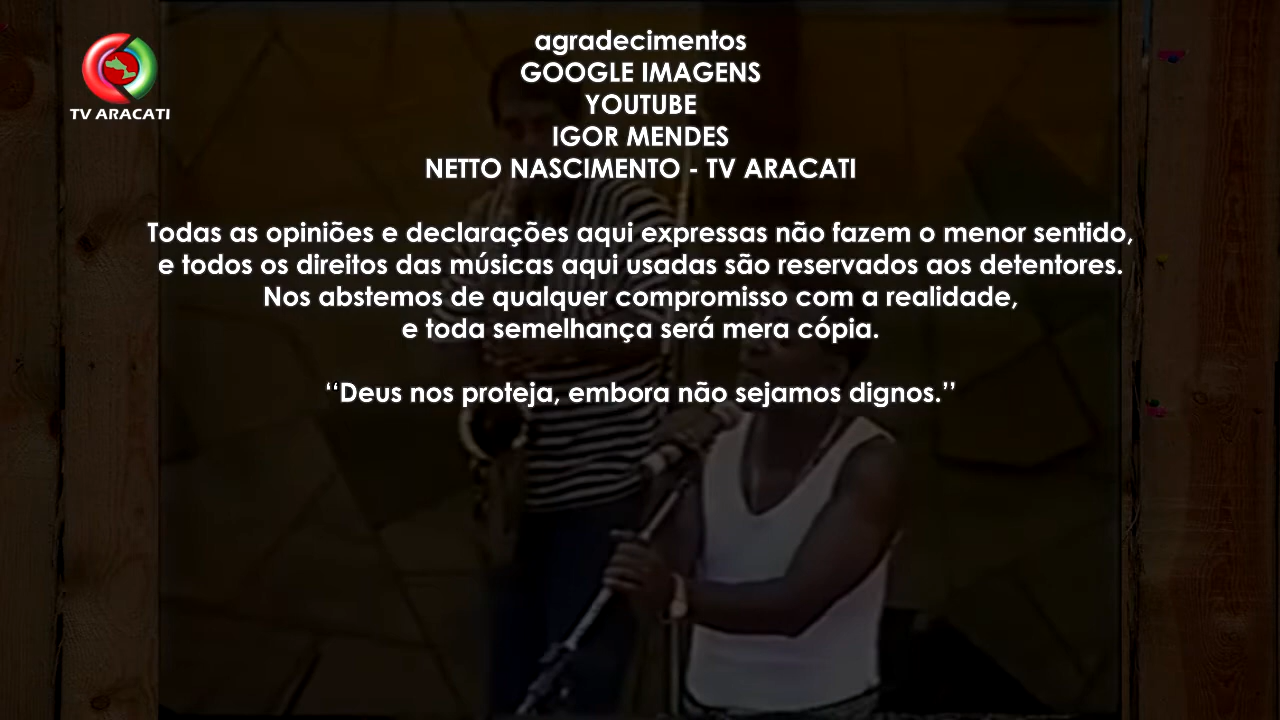 TV ARACATI
agradecimentos
GOOGLE IMAGENS
YOUTUBE
IGOR MENDES
NETTO NASCIMENTO - TV ARACATI
Todas as opiniões e declarações aqui expressas não fazem o menor sentido,
e todos os direitos das músicas aqui usadas são reservados aos detentores.
Nos abstemos de qualquer compromisso com a realidade,
e toda semelhança será mera cópia.
‘‘Deus nos proteja, embora não sejamos dignos.’’